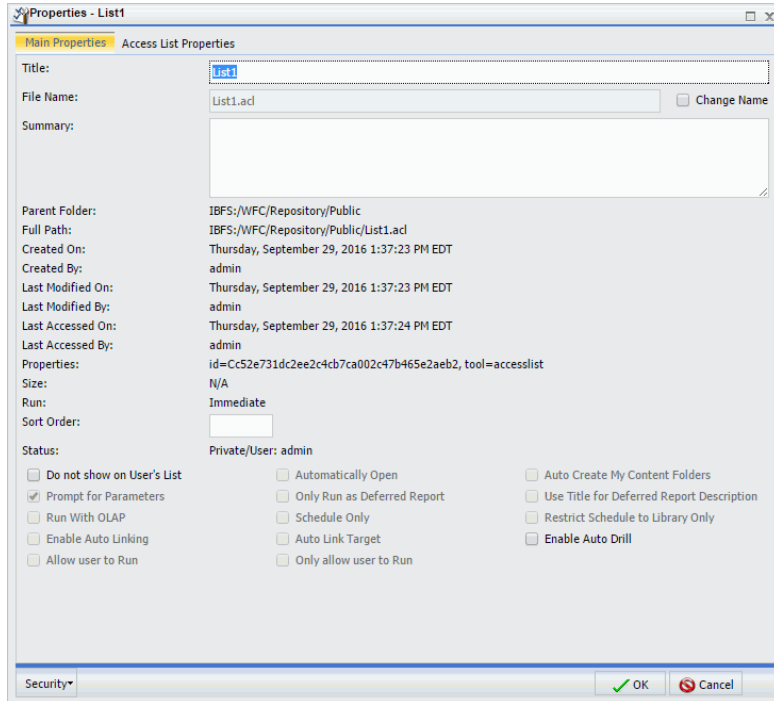 Properties - List1
Main Properties Access List Properties
Title: List1
File Name: List1.acl Change Name
Summary:
Parent Folder: IBFS:/WFC/Repository/Public
Full Path: IBFS:/WFC/Repository/Public/List1.acl
Created On: Thursday, September 29, 2016 1:37:23 PM EDT
Created By: admin
Last Modified On: Thursday, September 29, 2016 1:37:23 PM EDT
Last Modified By: admin
Last Accessed On: Thursday, September 29, 2016 1:37:24 PM EDT
Last Accessed By: admin
Properties: id=Cc52e731dc2ee2c4cb7ca002c47b465e2aeb2, tool=accesslist
Size: N/A
Run: Immediate
Sort Order:
Status: Private/User: admin
Do not show on User's List Automatically Open Auto Create My Content Folders
Prompt for Parameters Only Run as Deferred Report Use Title for Deferred Report Description
Run With OLAP Schedule Only Restrict Schedule to Library Only
Enable Auto Linking Auto Link Target Enable Auto Drill
Allow user to Run Only allow user to Run
Security OK Cancel